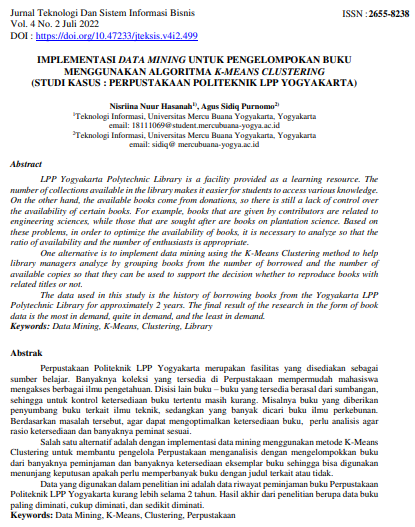 Jurnal Teknologi Dan Sistem Informasi Bisnis
Vol. 4 No. 2 Juli 2022
ISSN : 2655-8238
DOI : https://doi.org/10.47233/jteksis.v4i2.499
IMPLEMENTASI DATA MINING UNTUK PENGELOMPOKAN BUKU
MENGGUNAKAN ALGORITMA K-MEANS CLUSTERING
(STUDI KASUS : PERPUSTAKAAN POLITEKNIK LPP YOGYAKARTA)
Nisriina Nuur Hasanah1), Agus Sidiq Purnomo2)
1Teknologi Informasi, Universitas Mercu Buana Yogyakarta, Yogyakarta
email: 18111069@student.mercubuana-yogya.ac.id
2Teknologi Informasi, Universitas Mercu Buana Yogyakarta, Yogyakarta
email: sidiq@ mercubuana-yogya.ac.id
Abstract
LPP Yogyakarta Polytechnic Library is a facility provided as a learning resource. The
number of collections available in the library makes it easier for students to access various knowledge.
On the other hand, the available books come from donations, so there is still a lack of control over
the availability of certain books. For example, books that are given by contributors are related to
engineering sciences, while those that are sought after are books on plantation science. Based on
these problems, in order to optimize the availability of books, it is necessary to analyze so that the
ratio of availability and the number of enthusiasts is appropriate.
One alternative is to implement data mining using the K-Means Clustering method to help
library managers analyze by grouping books from the number of borrowed and the number of
available copies so that they can be used to support the decision whether to reproduce books with
related titles or not.
The data used in this study is the history of borrowing books from the Yogyakarta LPP
Polytechnic Library for approximately 2 years. The final result of the research in the form of book
data is the most in demand, quite in demand, and the least in demand.
Keywords: Data Mining, K-Means, Clustering, Library
Abstrak
Perpustakaan Politeknik LPP Yogyakarta merupakan fasilitas yang disediakan sebagai
sumber belajar. Banyaknya koleksi yang tersedia di Perpustakaan mempermudah mahasiswa
mengakses berbagai ilmu pengetahuan. Disisi lain buku – buku yang tersedia berasal dari sumbangan,
sehingga untuk kontrol ketersediaan buku tertentu masih kurang. Misalnya buku yang diberikan
penyumbang buku terkait ilmu teknik, sedangkan yang banyak dicari buku ilmu perkebunan.
Berdasarkan masalah tersebut, agar dapat mengoptimalkan ketersediaan buku, perlu analisis agar
rasio ketersediaan dan banyaknya peminat sesuai.
Salah satu alternatif adalah dengan implementasi data mining menggunakan metode K-Means
Clustering untuk membantu pengelola Perpustakaan menganalisis dengan mengelompokkan buku
dari banyaknya peminjaman dan banyaknya ketersediaan eksemplar buku sehingga bisa digunakan
menunjang keputusan apakah perlu memperbanyak buku dengan judul terkait atau tidak.
Data yang digunakan dalam penelitian ini adalah data riwayat peminjaman buku Perpustakaan
Politeknik LPP Yogyakarta kurang lebih selama 2 tahun. Hasil akhir dari penelitian berupa data buku
paling diminati, cukup diminati, dan sedikit diminati.
Keywords: Data Mining, K-Means, Clustering, Perpustakaan